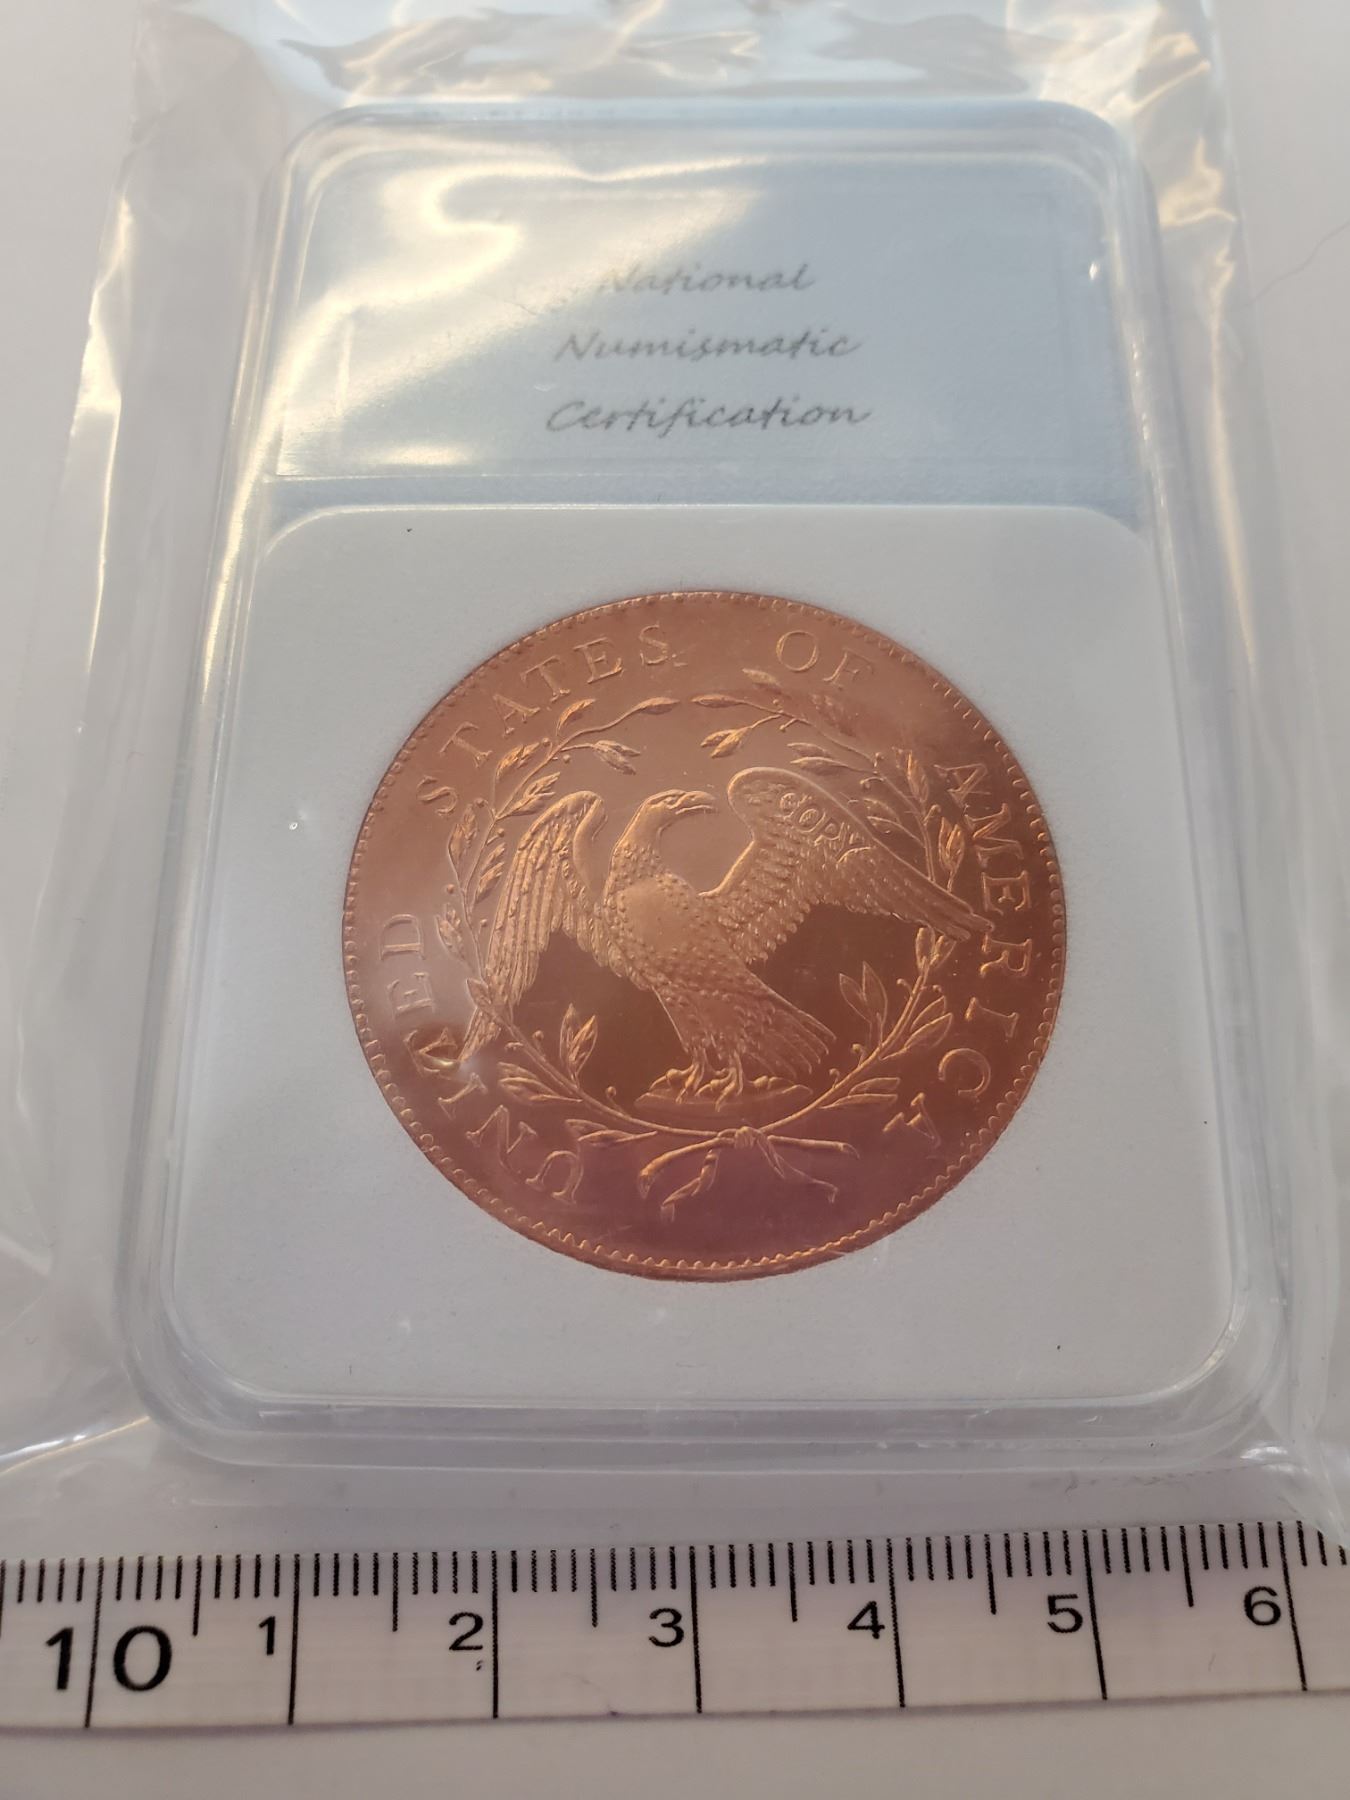 National
Numismatic
Certification
UNITED STATES OF AMERICA
COPY
10 1 2 3 4 5 6